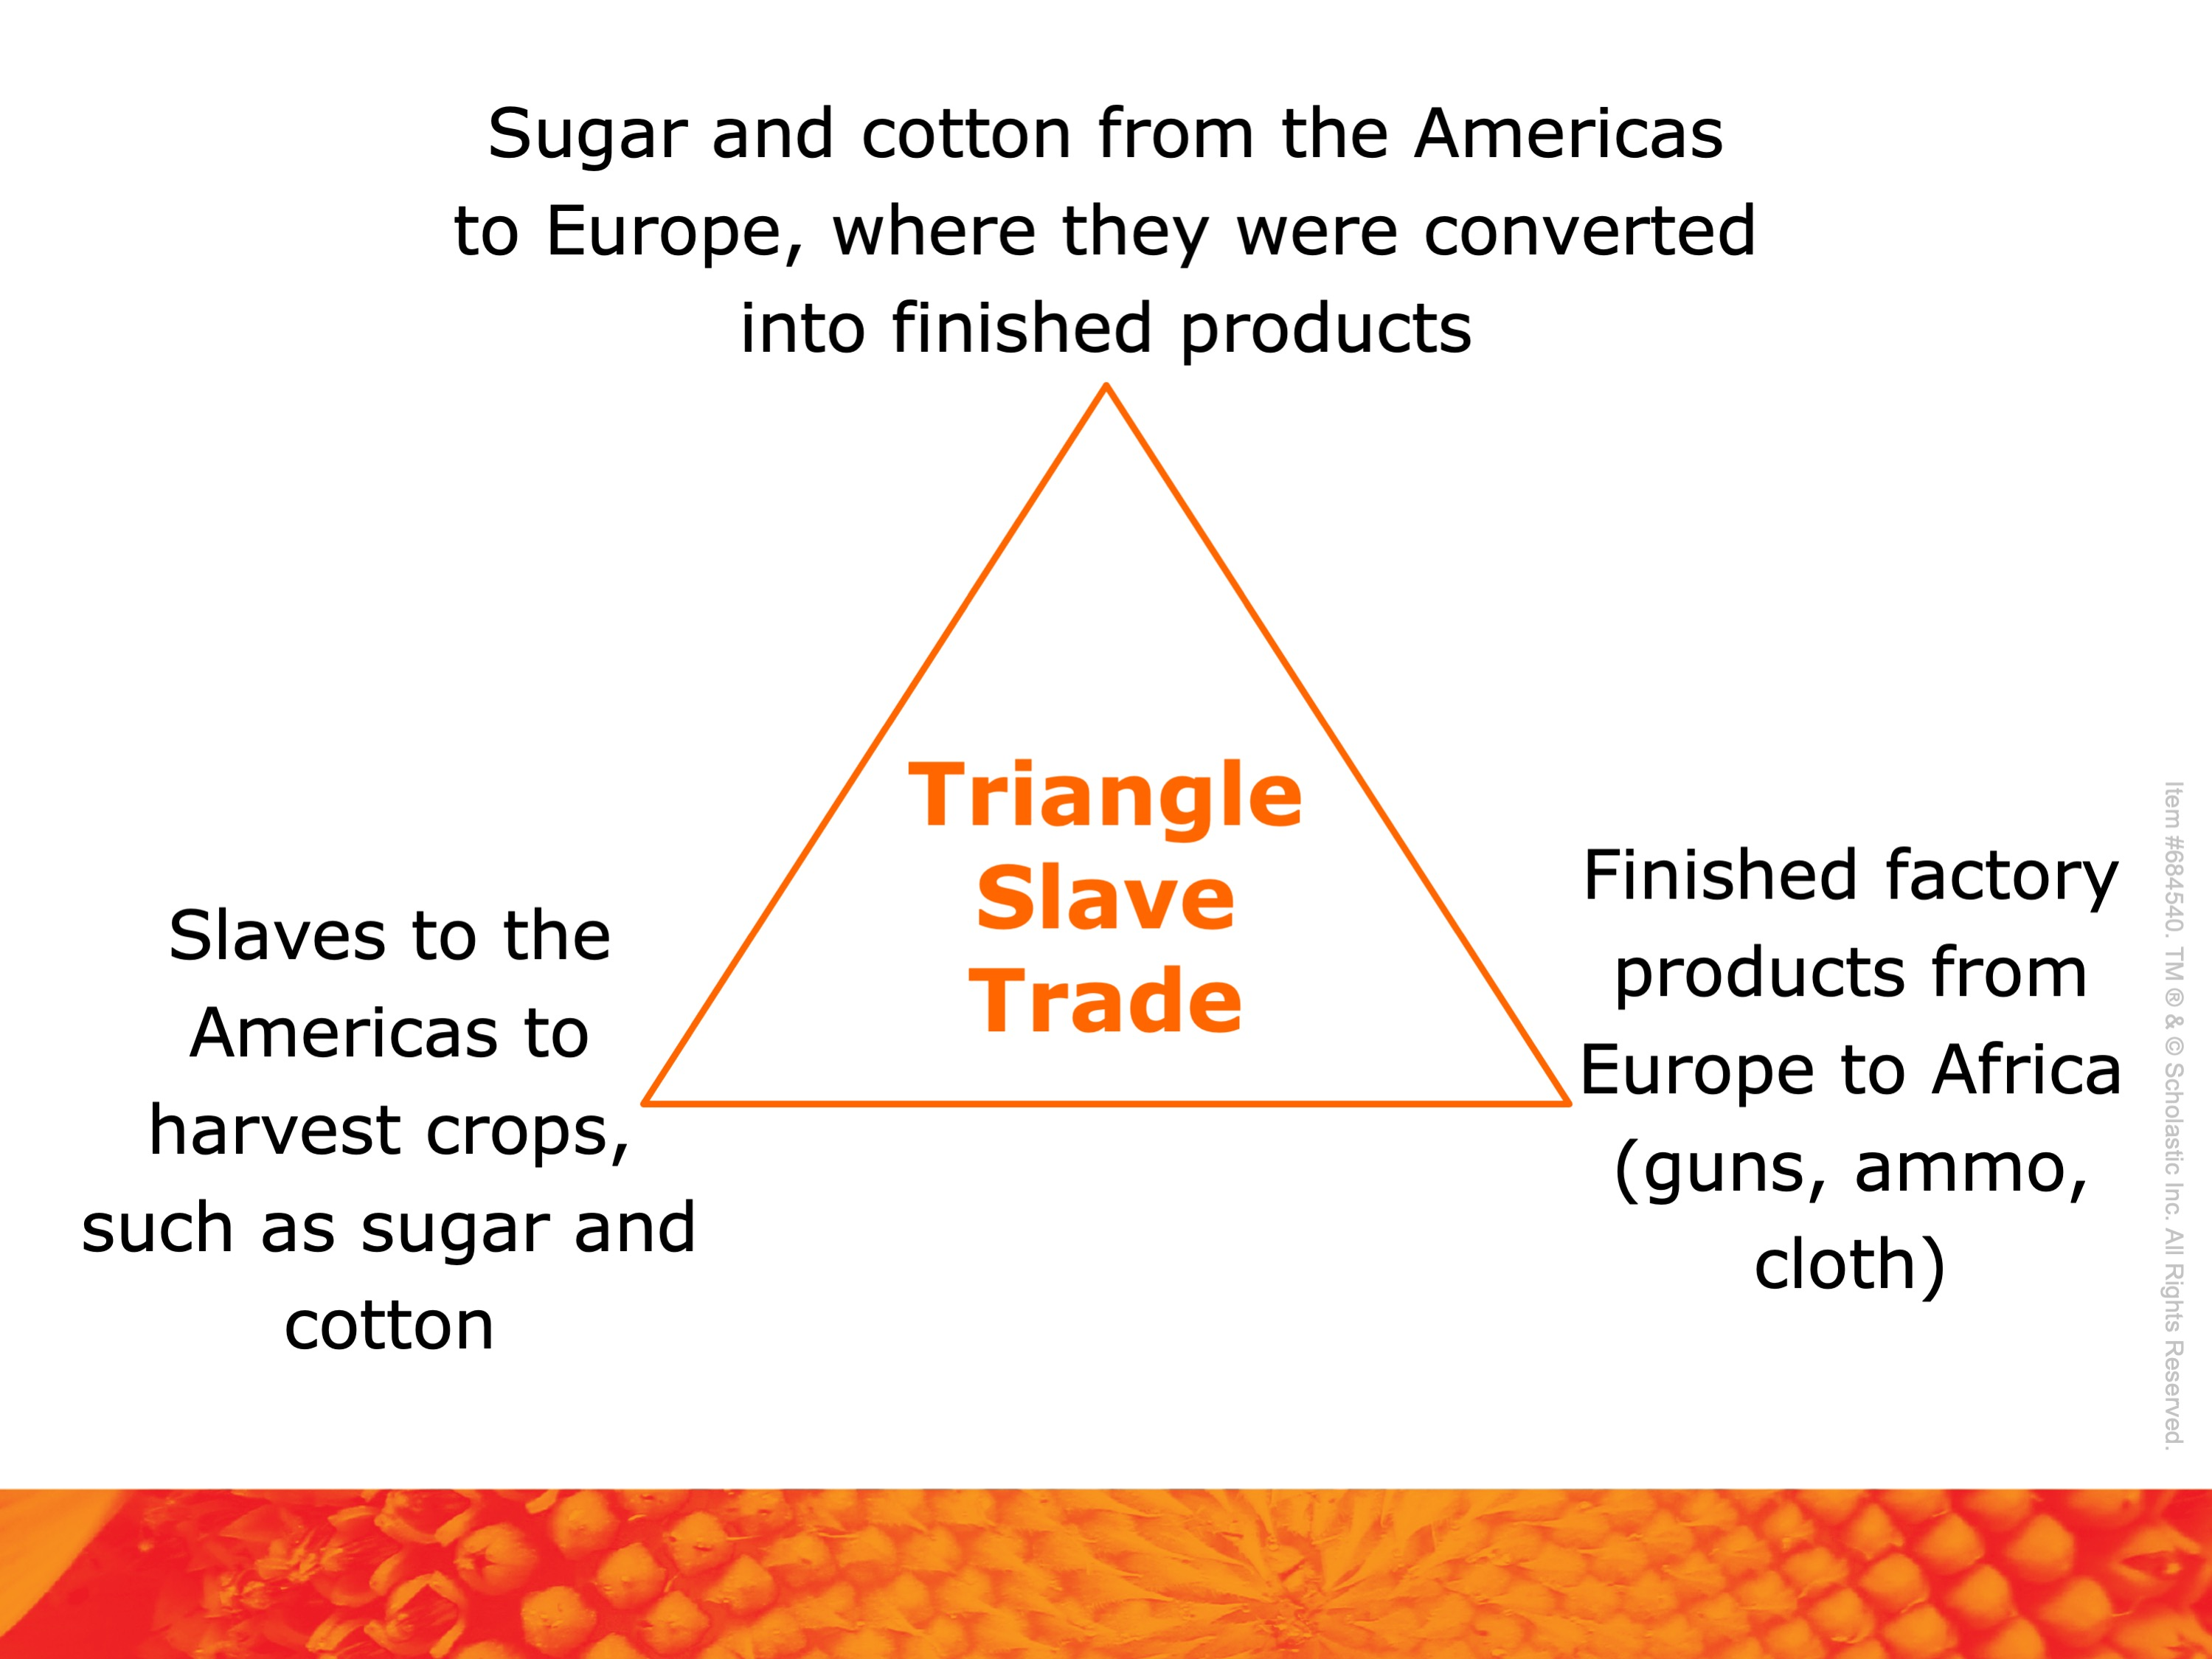 Sugar and cotton from the Americas
to Europe, where they were converted
into finished products
Triangle
Slave
Trade
Slaves to the
Americas to
harvest crops,
such as sugar and
cotton
Finished factory
products from
Europe to Africa
(guns, ammo,
cloth)
Item #684540. TM ® & © Scholastic Inc. All Rights Reserved.